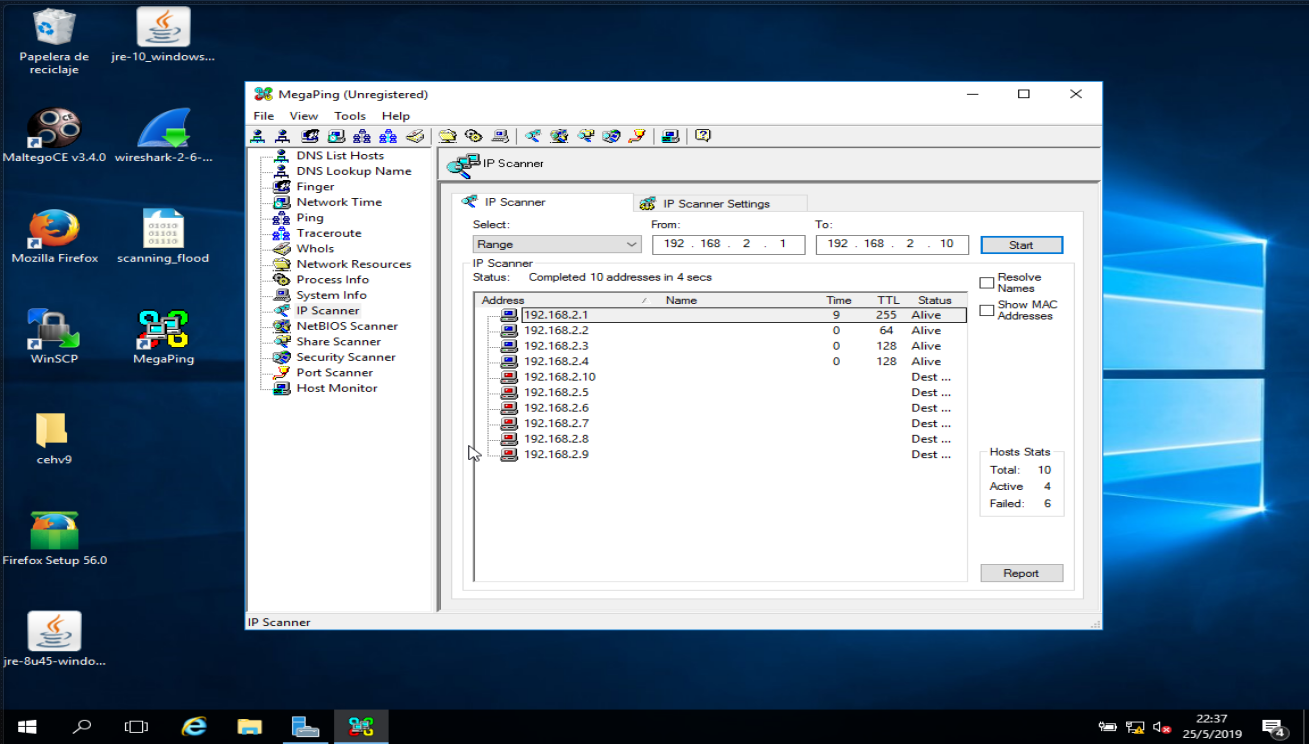 Papelera de
reciclaje
jre-10_windows...
MaltegoCE v3.4.0
wireshark-2-6-...
Mozilla Firefox
scanning_flood
WinSCP
MegaPing
cehv9
Firefox Setup 56.0
jre-8u45-windo...
MegaPing (Unregistered)
File View Tools Help
DNS List Hosts
DNS Lookup Name
Finger
Network Time
Ping
Traceroute
WhoIs
Network Resources
Process Info
System Info
IP Scanner
NetBIOS Scanner
Share Scanner
Security Scanner
Port Scanner
Host Monitor
IP Scanner
IP Scanner
IP Scanner Settings
Select: From: To:
Range 192 . 168 . 2 . 1 192 . 168 . 2 . 10 Start
IP Scanner
Status: Completed 10 addresses in 4 secs
Resolve
Names
Show MAC
Addresses
Address Name Time TTL Status
192.168.2.1 9 255 Alive
192.168.2.2 0 64 Alive
192.168.2.3 0 128 Alive
192.168.2.4 0 128 Alive
192.168.2.10 Dest ...
192.168.2.5 Dest ...
192.168.2.6 Dest ...
192.168.2.7 Dest ...
192.168.2.8 Dest ...
192.168.2.9 Dest ...
Hosts Stats
Total: 10
Active 4
Failed: 6
Report
IP Scanner
22:37
25/5/2019
4